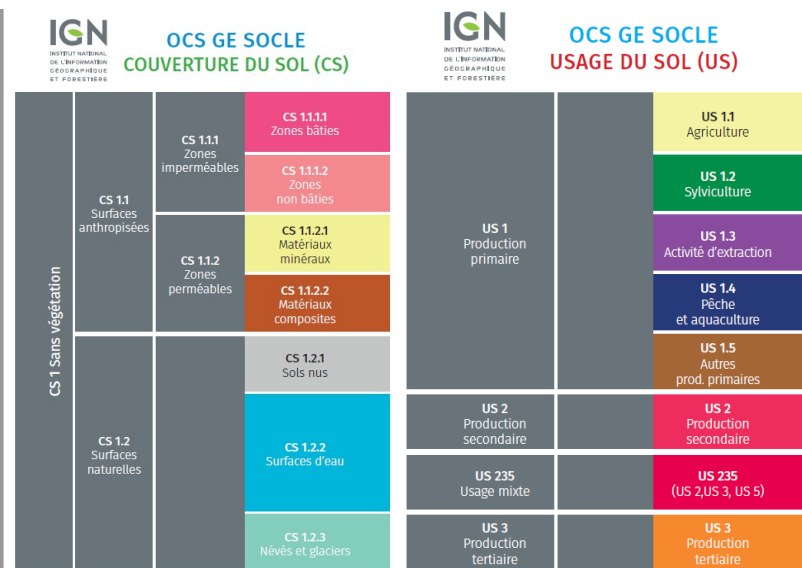 IGN
INSTITUT NATIONAL
DE L'INFORMATION
GÉOGRAPHIQUE
ET FORESTIÈRE
OCS GE SOCLE
COUVERTURE DU SOL (CS)
CS 1 Sans végétation
CS 1.1
Surfaces
anthropisées
CS 1.1.1
Zones
imperméables
CS 1.1.1.1
Zones bâties
CS 1.1.1.2
Zones
non bâties
CS 1.1.2
Zones
perméables
CS 1.1.2.1
Matériaux
minéraux
CS 1.1.2.2
Matériaux
composites
CS 1.2
Surfaces
naturelles
CS 1.2.1
Sols nus
CS 1.2.2
Surfaces d'eau
CS 1.2.3
Névés et glaciers
IGN
INSTITUT NATIONAL
DE L'INFORMATION
GÉOGRAPHIQUE
ET FORESTIÈRE
OCS GE SOCLE
USAGE DU SOL (US)
US 1
Production
primaire
US 1.1
Agriculture
US 1.2
Sylviculture
US 1.3
Activité d'extraction
US 1.4
Pêche
et aquaculture
US 1.5
Autres
prod. primaires
US 2
Production
secondaire
US 2
Production
secondaire
US 235
Usage mixte
US 235
(US 2,US 3, US 5)
US 3
Production
tertiaire
US 3
Production
tertiaire